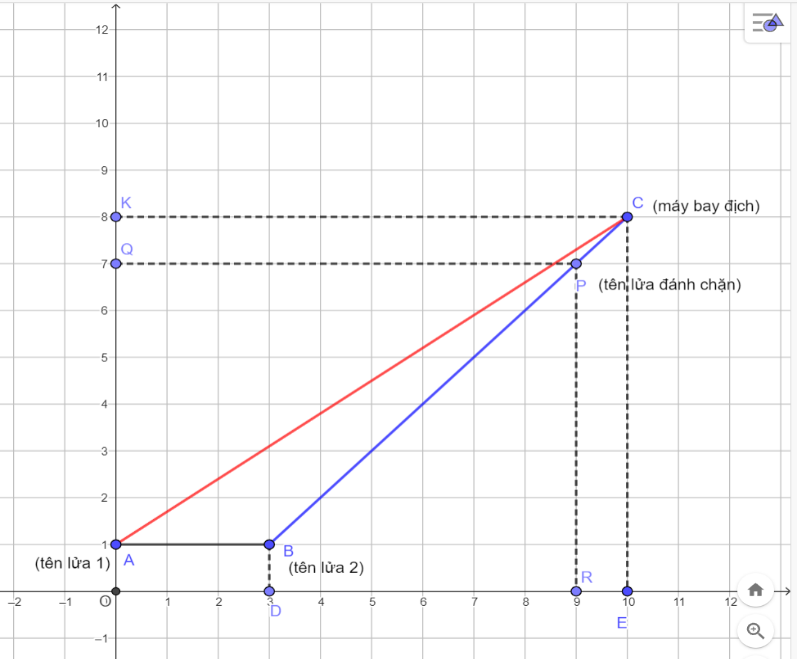 12
11
10
9
K
8
C (máy bay địch)
Q
7
P (tên lửa đánh chặn)
6
5
4
3
2
1
(tên lửa 1) A
B
(tên lửa 2)
R
–2 –1 O 1 2 3 4 5 6 7 8 9 10 11 12
D
E
–1